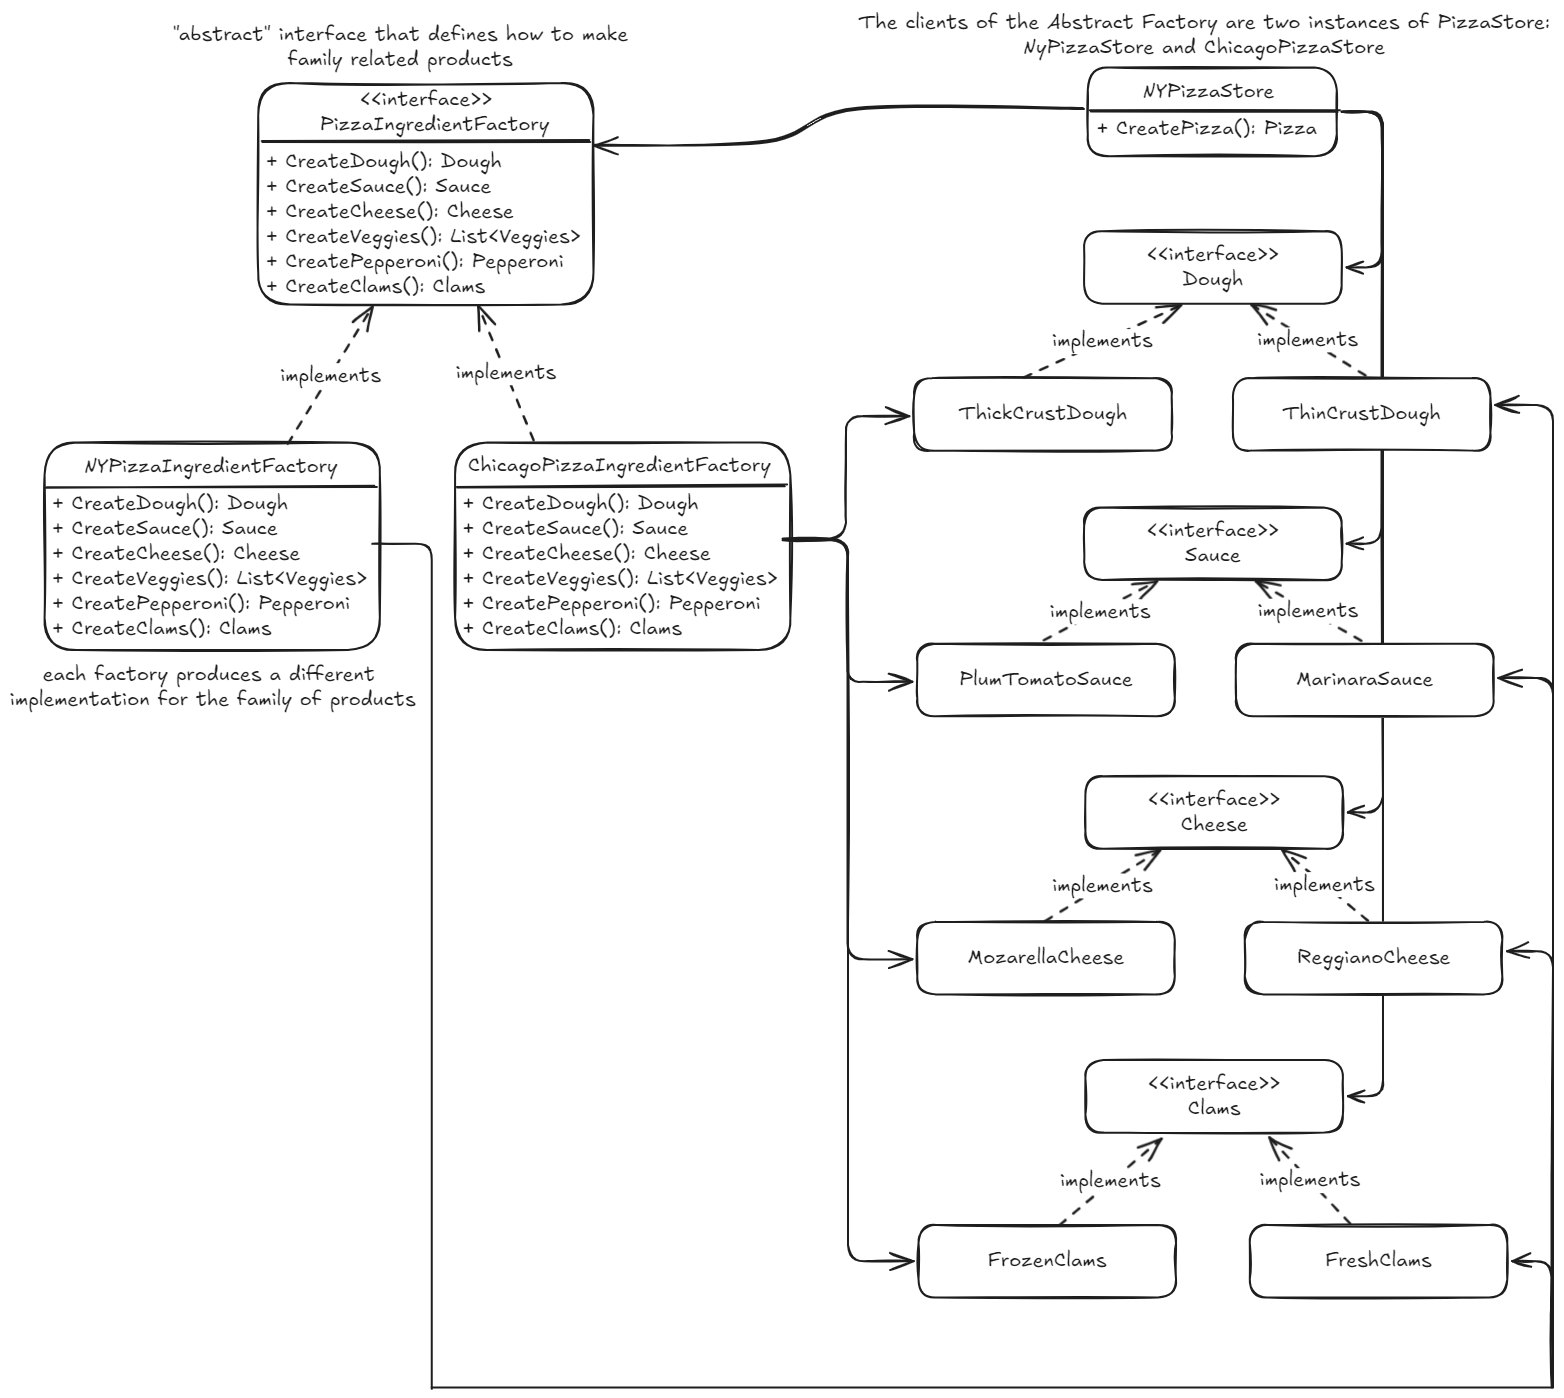 "abstract" interface that defines how to make
family related products
The clients of the Abstract Factory are two instances of PizzaStore:
NyPizzaStore and ChicagoPizzaStore
<<interface>>
PizzaIngredientFactory
+ CreateDough(): Dough
+ CreateSauce(): Sauce
+ CreateCheese(): Cheese
+ CreateVeggies(): List<Veggies>
+ CreatePepperoni(): Pepperoni
+ CreateClams(): Clams
NYPizzaStore
+ CreatePizza(): Pizza
implements
implements
NYPizzaIngredientFactory
+ CreateDough(): Dough
+ CreateSauce(): Sauce
+ CreateCheese(): Cheese
+ CreateVeggies(): List<Veggies>
+ CreatePepperoni(): Pepperoni
+ CreateClams(): Clams
each factory produces a different
implementation for the family of products
ChicagoPizzaIngredientFactory
+ CreateDough(): Dough
+ CreateSauce(): Sauce
+ CreateCheese(): Cheese
+ CreateVeggies(): List<Veggies>
+ CreatePepperoni(): Pepperoni
+ CreateClams(): Clams
<<interface>>
Dough
implements
implements
ThickCrustDough
ThinCrustDough
<<interface>>
Sauce
implements
implements
PlumTomatoSauce
MarinaraSauce
<<interface>>
Cheese
implements
implements
MozarellaCheese
ReggianoCheese
<<interface>>
Clams
implements
implements
FrozenClams
FreshClams